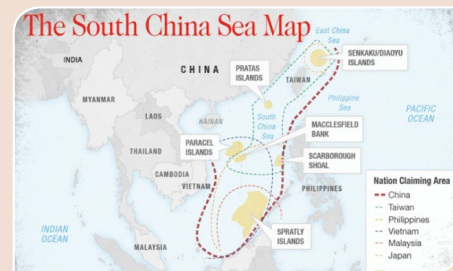 The South China Sea Map
East China
Sea
SENKAKU/DIAOYU
ISLANDS
INDIA
CHINA
PRATAS
ISLANDS
TAIWAN
MYANMAR
Philippine
Sea
PACIFIC
OCEAN
LAOS
HAINAN
South
China
Sea
MACCLESFIELD
BANK
THAILAND
PARACEL
ISLANDS
SCARBOROUGH
SHOAL
CAMBODIA
VIETNAM
PHILIPPINES
Nation Claiming Area
China
Taiwan
Philippines
Vietnam
Malaysia
Japan
SPRATLY
ISLANDS
INDIAN
OCEAN
MALAYSIA